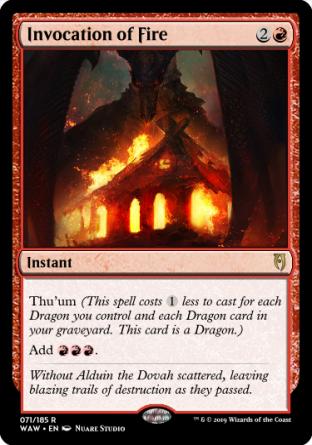 Invocation of Fire 2
Instant
Thu'um (This spell costs 1 less to cast for each
Dragon you control and each Dragon card in
your graveyard. This card is a Dragon.)
Add
Without Alduin the Dovah scattered, leaving
blazing trails of destruction as they passed.
071/185 R
WAW • EN Nuare Studio
™ & © 2019 Wizards of the Coast